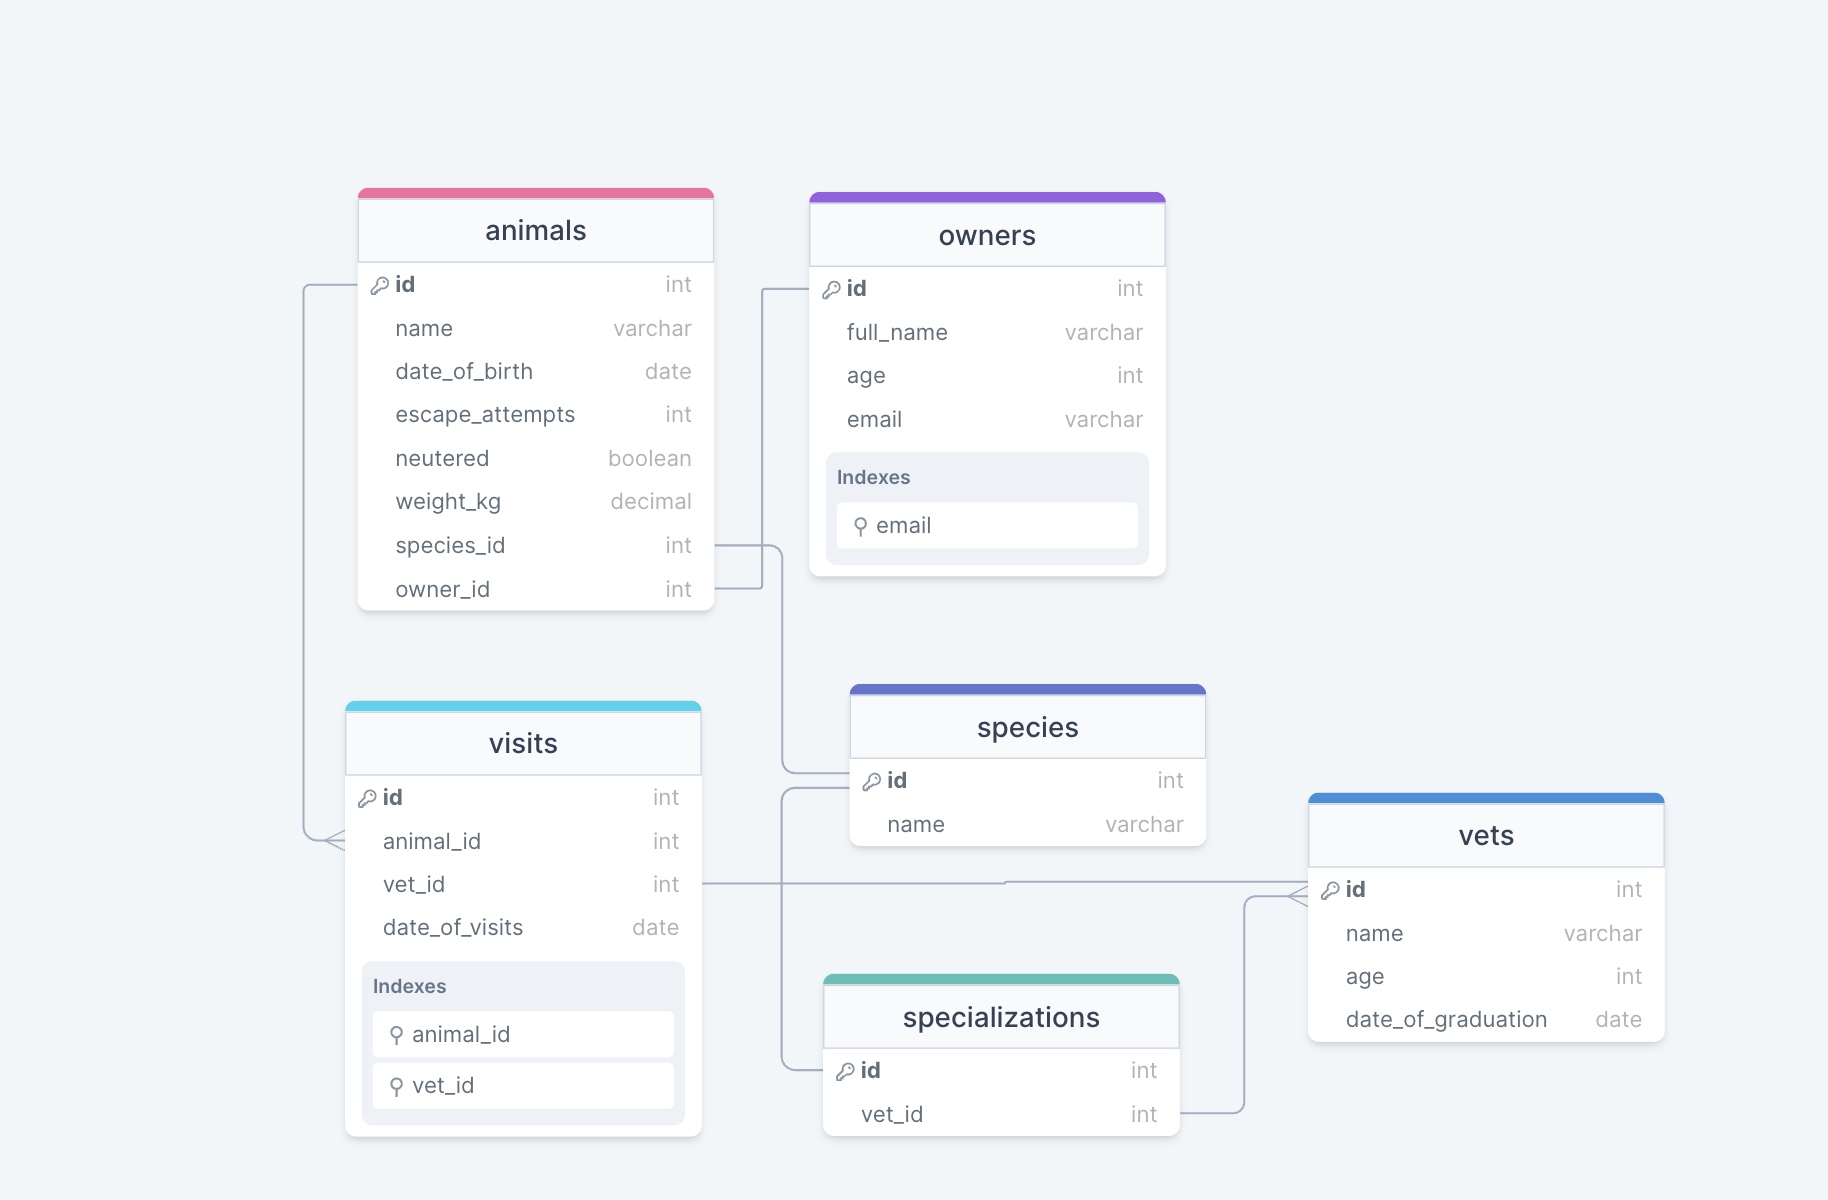 animals
id int
name varchar
date_of_birth date
escape_attempts int
neutered boolean
weight_kg decimal
species_id int
owner_id int
owners
id int
full_name varchar
age int
email varchar
Indexes
email
visits
id int
animal_id int
vet_id int
date_of_visits date
Indexes
animal_id
vet_id
species
id int
name varchar
specializations
id int
vet_id int
vets
id int
name varchar
age int
date_of_graduation date